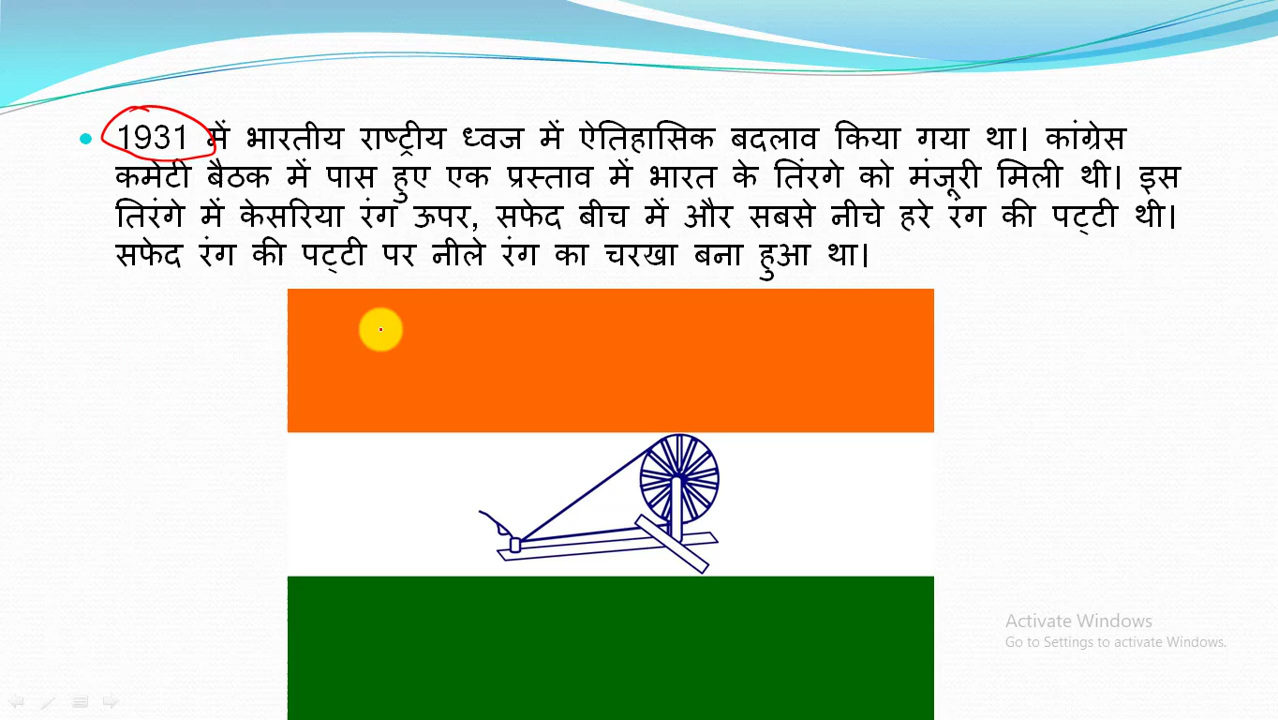 1931 में भारतीय राष्ट्रीय ध्वज में ऐतिहासिक बदलाव किया गया था। कांग्रेस
कमेटी बैठक में पास हुए एक प्रस्ताव में भारत के तिंरगे को मंजूरी मिली थी। इस
तिरंगे में केसरिया रंग ऊपर, सफेद बीच में और सबसे नीचे हरे रंग की पट्टी थी।
सफेद रंग की पट्टी पर नीले रंग का चरखा बना हुआ था।
Activate Windows
Go to Settings to activate Windows.